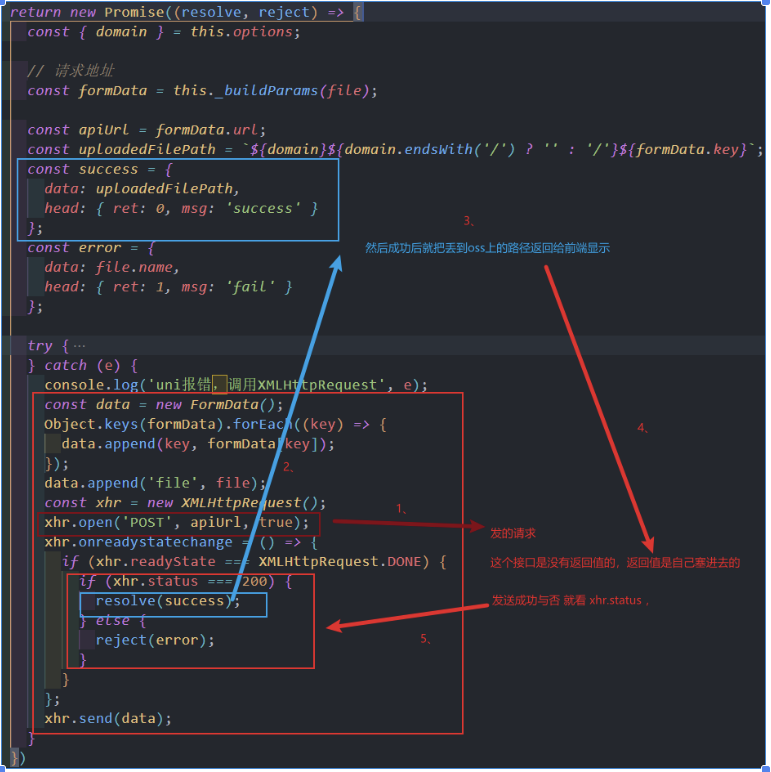 return new Promise((resolve, reject) => {
const { domain } = this.options;
// 请求地址
const formData = this._buildParams(file);
const apiUrl = formData.url;
const uploadedFilePath = `${domain}${domain.endsWith('/') ? '' : '/'}${formData.key}`;
const success = {
data: uploadedFilePath,
head: { ret: 0, msg: 'success' }
};
3、
然后成功后就把丢到oss上的路径返回给前端显示
const error = {
data: file.name,
head: { ret: 1, msg: 'fail' }
};
try { ...
} catch (e) {
console.log('uni报错，调用XMLHttpRequest', e);
const data = new FormData();
Object.keys(formData).forEach((key) => {
data.append(key, formData[key]);
});
4、
2、
data.append('file', file);
const xhr = new XMLHttpRequest();
1、
xhr.open('POST', apiUrl, true);
发的请求
xhr.onreadystatechange = () => {
if (xhr.readyState === XMLHttpRequest.DONE) {
这个接口是没有返回值的，返回值是自己塞进去的
if (xhr.status === 200) {
resolve(success);
发送成功与否 就看 xhr.status ，
} else {
reject(error);
5、
}
}
};
xhr.send(data);
}
})